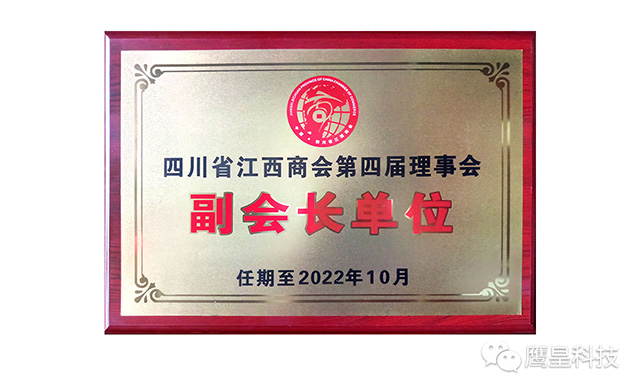 四川省江西商会第四届理事会
副会长单位
任期至2022年10月
鹰皇科技